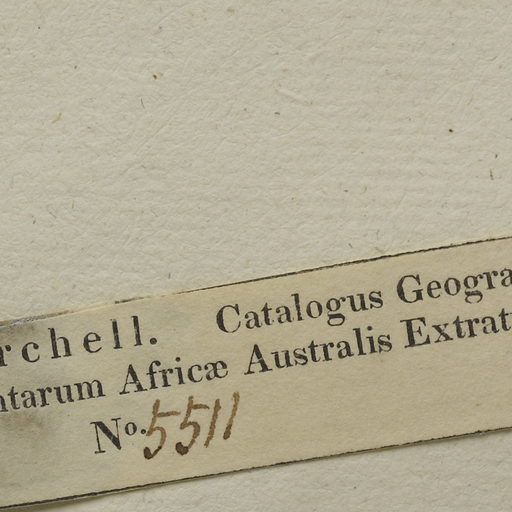 rchell. Catalogus Geogra
ntarum Africæ Australis Extrat
No. 5511